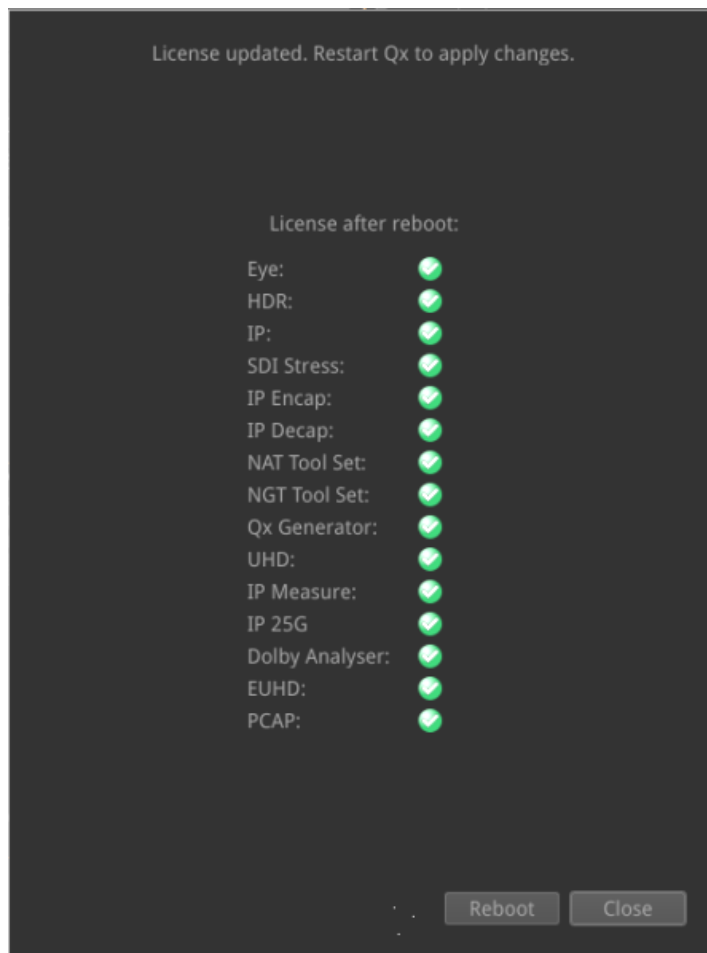 License updated. Restart Qx to apply changes.
License after reboot:
Eye:
HDR:
IP:
SDI Stress:
IP Encap:
IP Decap:
NAT Tool Set:
NGT Tool Set:
Qx Generator:
UHD:
IP Measure:
IP 25G
Dolby Analyser:
EUHD:
PCAP:
Reboot Close